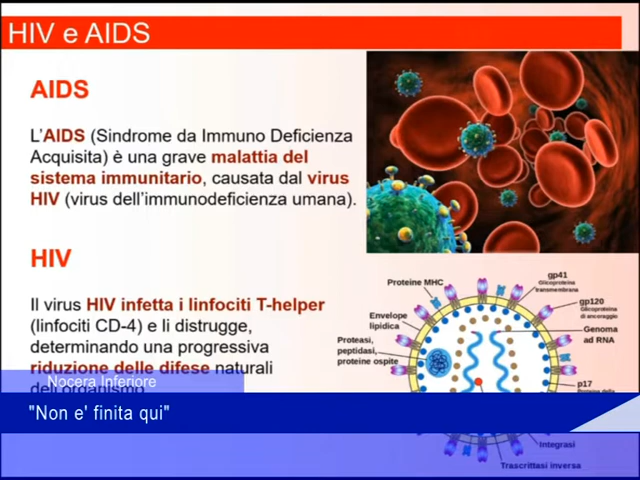 HIV e AIDS
AIDS
L'AIDS (Sindrome da Immuno Deficienza
Acquisita) è una grave malattia del
sistema immunitario, causata dal virus
HIV (virus dell'immunodeficienza umana).
HIV
Il virus HIV infetta i linfociti T-helper
(linfociti CD-4) e li distrugge,
determinando una progressiva
riduzione delle difese naturali
dell'organismo
Proteine MHC
gp41
Glicoproteina
transmembrana
gp120
Glicoproteina
di ancoraggio
Envelope
lipidica
Genoma
ad RNA
Proteasi,
peptidasi,
proteine ospite
p17
Integrasi
Trascrittasi inversa
Nocera Inferiore
"Non e' finita qui"